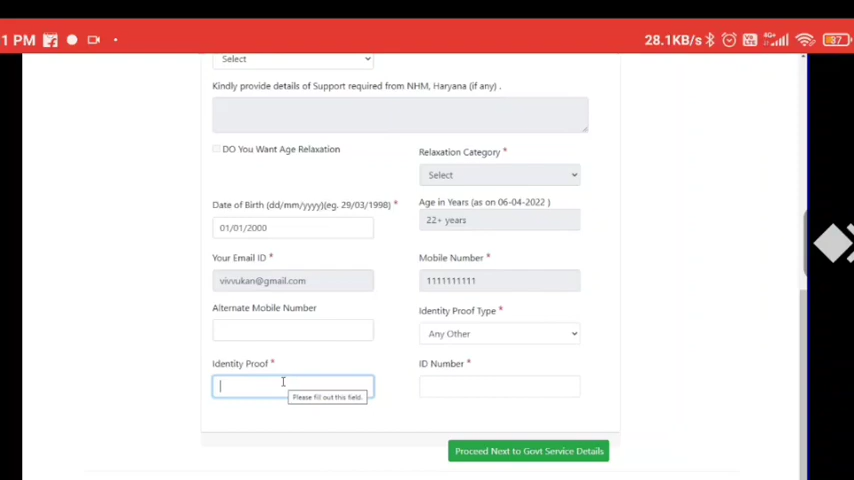 1 PM
28.1KB/s
4G
37
Select
Kindly provide details of Support required from NHM, Haryana (if any) .
DO You Want Age Relaxation
Relaxation Category *
Select
Date of Birth (dd/mm/yyyy)(eg. 29/03/1998) *
Age in Years (as on 06-04-2022 )
01/01/2000
22+ years
Your Email ID *
Mobile Number *
vivvukan@gmail.com
1111111111
Alternate Mobile Number
Identity Proof Type *
Any Other
Identity Proof *
ID Number *
Please fill out this field.
Proceed Next to Govt Service Details